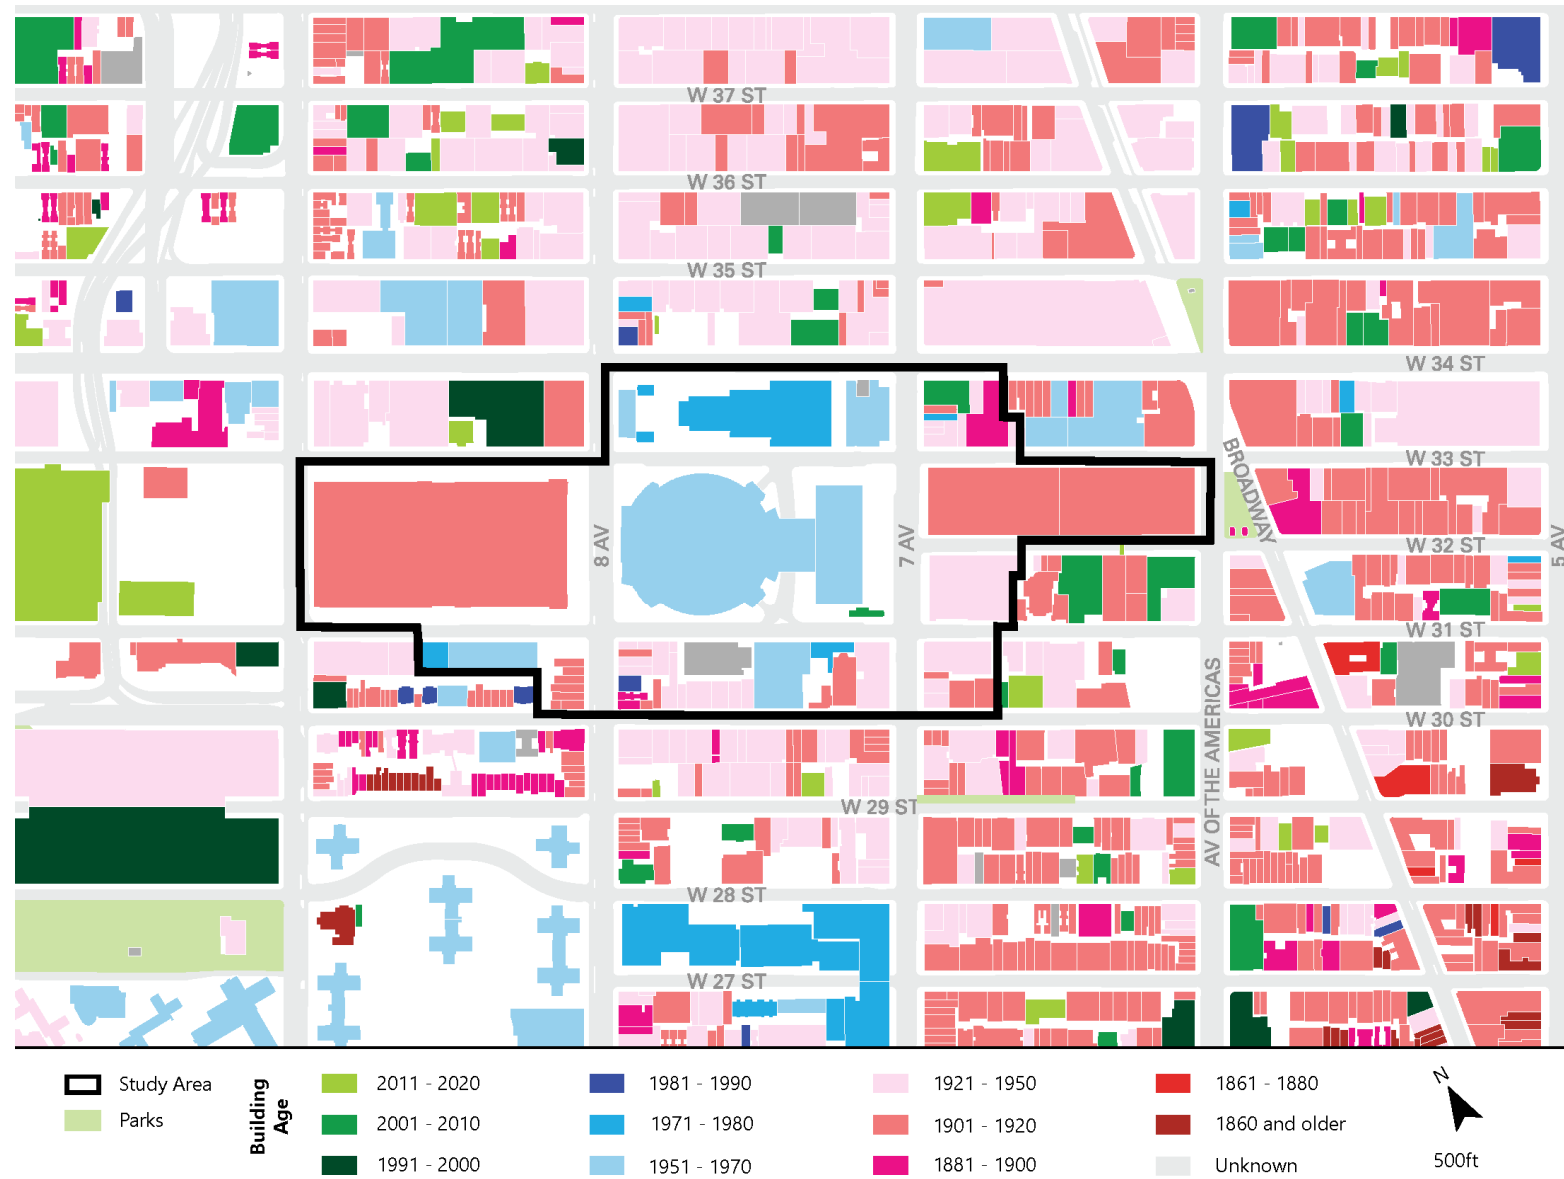 W 37 ST
W 36 ST
W 35 ST
W 34 ST
W 33 ST
BROADWAY
8 AV
7 AV
W 32 ST
5 AV
W 31 ST
AV OF THE AMERICAS
W 30 ST
W 29 ST
W 28 ST
W 27 ST
Study Area
Parks
Building
Age
2011 - 2020
2001 - 2010
1991 - 2000
1981 - 1990
1971 - 1980
1951 - 1970
1921 - 1950
1901 - 1920
1881 - 1900
1861 - 1880
1860 and older
Unknown
N
500ft